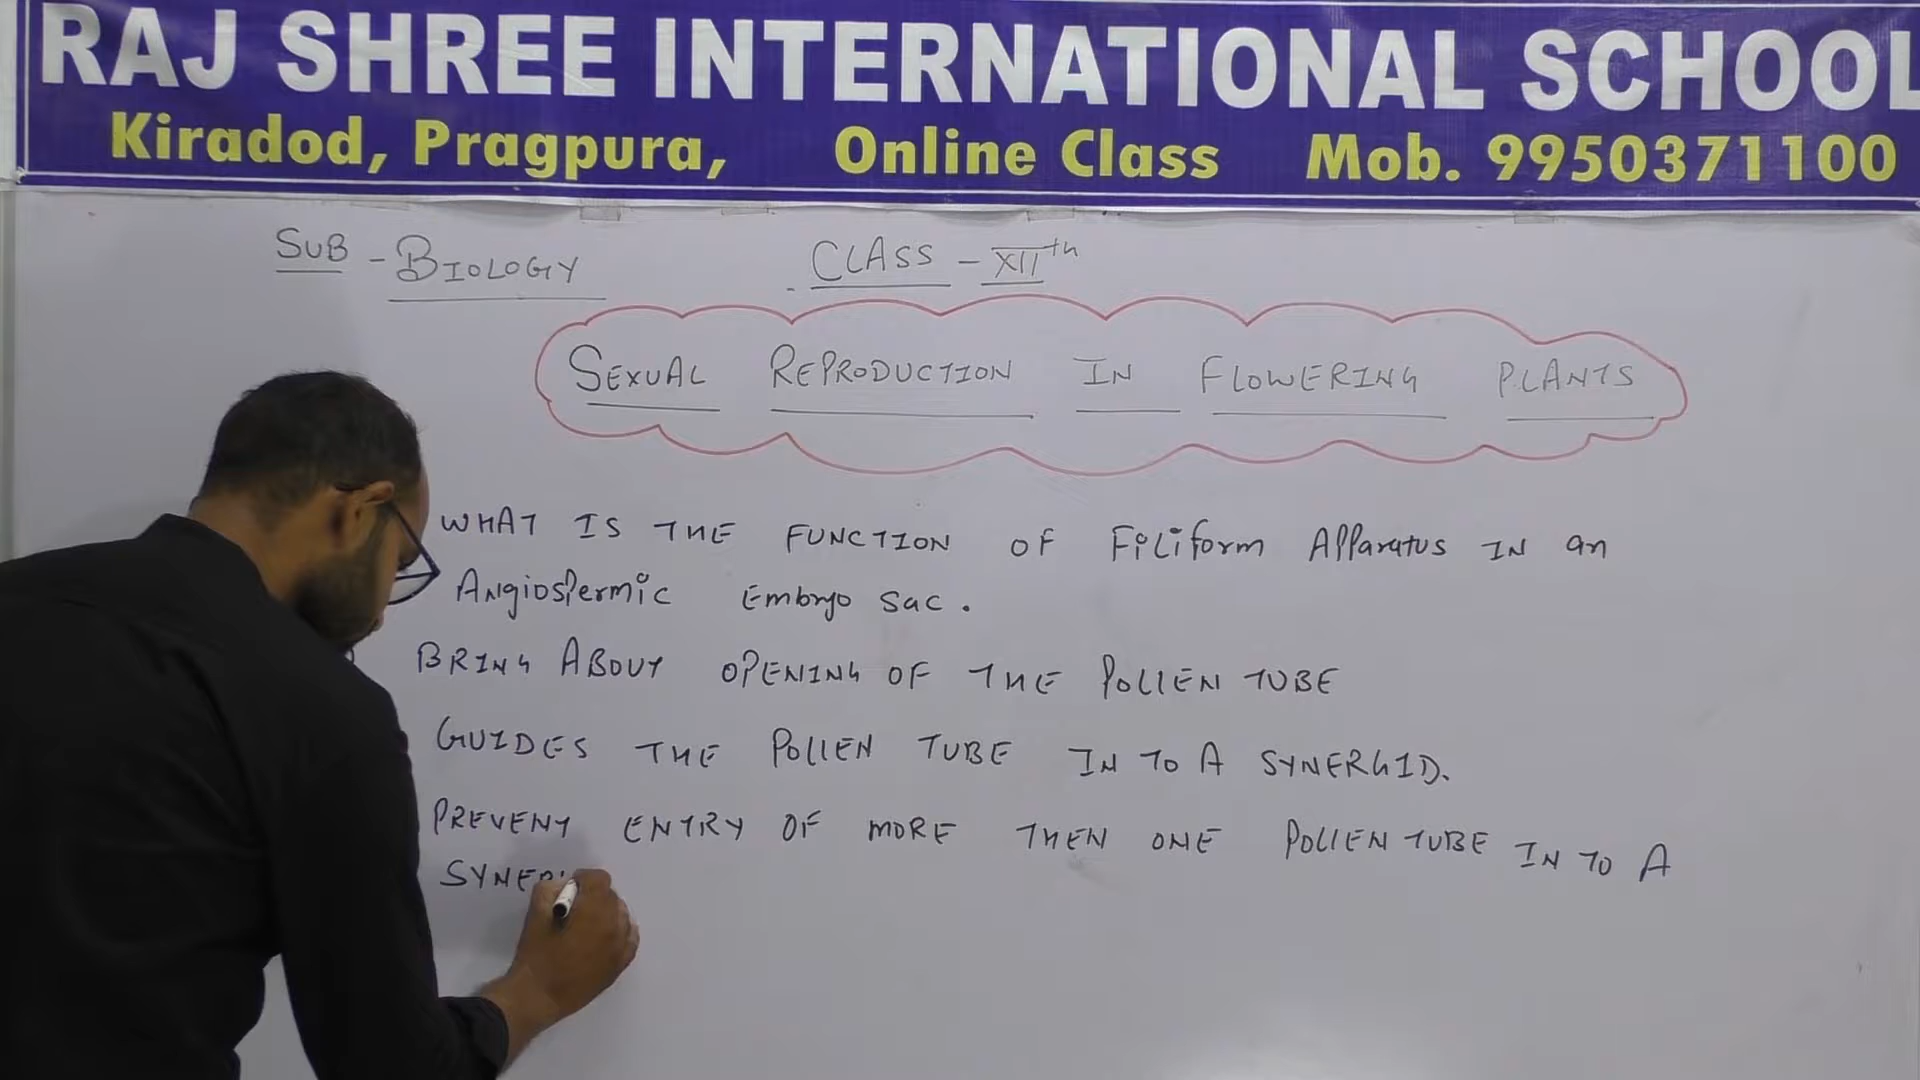 RAJ SHREE INTERNATIONAL SCHOOL
Kiradod, Pragpura, Online Class Mob. 9950371100
SUB - BIOLOGY CLASS - XIIth
SEXUAL REPRODUCTION IN FLOWERING PLANTS
WHAT IS THE FUNCTION OF Filiform Apparatus IN an
Angiospermic Embryo sac.
BRING ABOUT OPENING OF THE POLLEN TUBE
GUIDES THE POLLEN TUBE IN TO A SYNERGID.
PREVENT ENTRY OF MORE THEN ONE POLLEN TUBE IN TO A